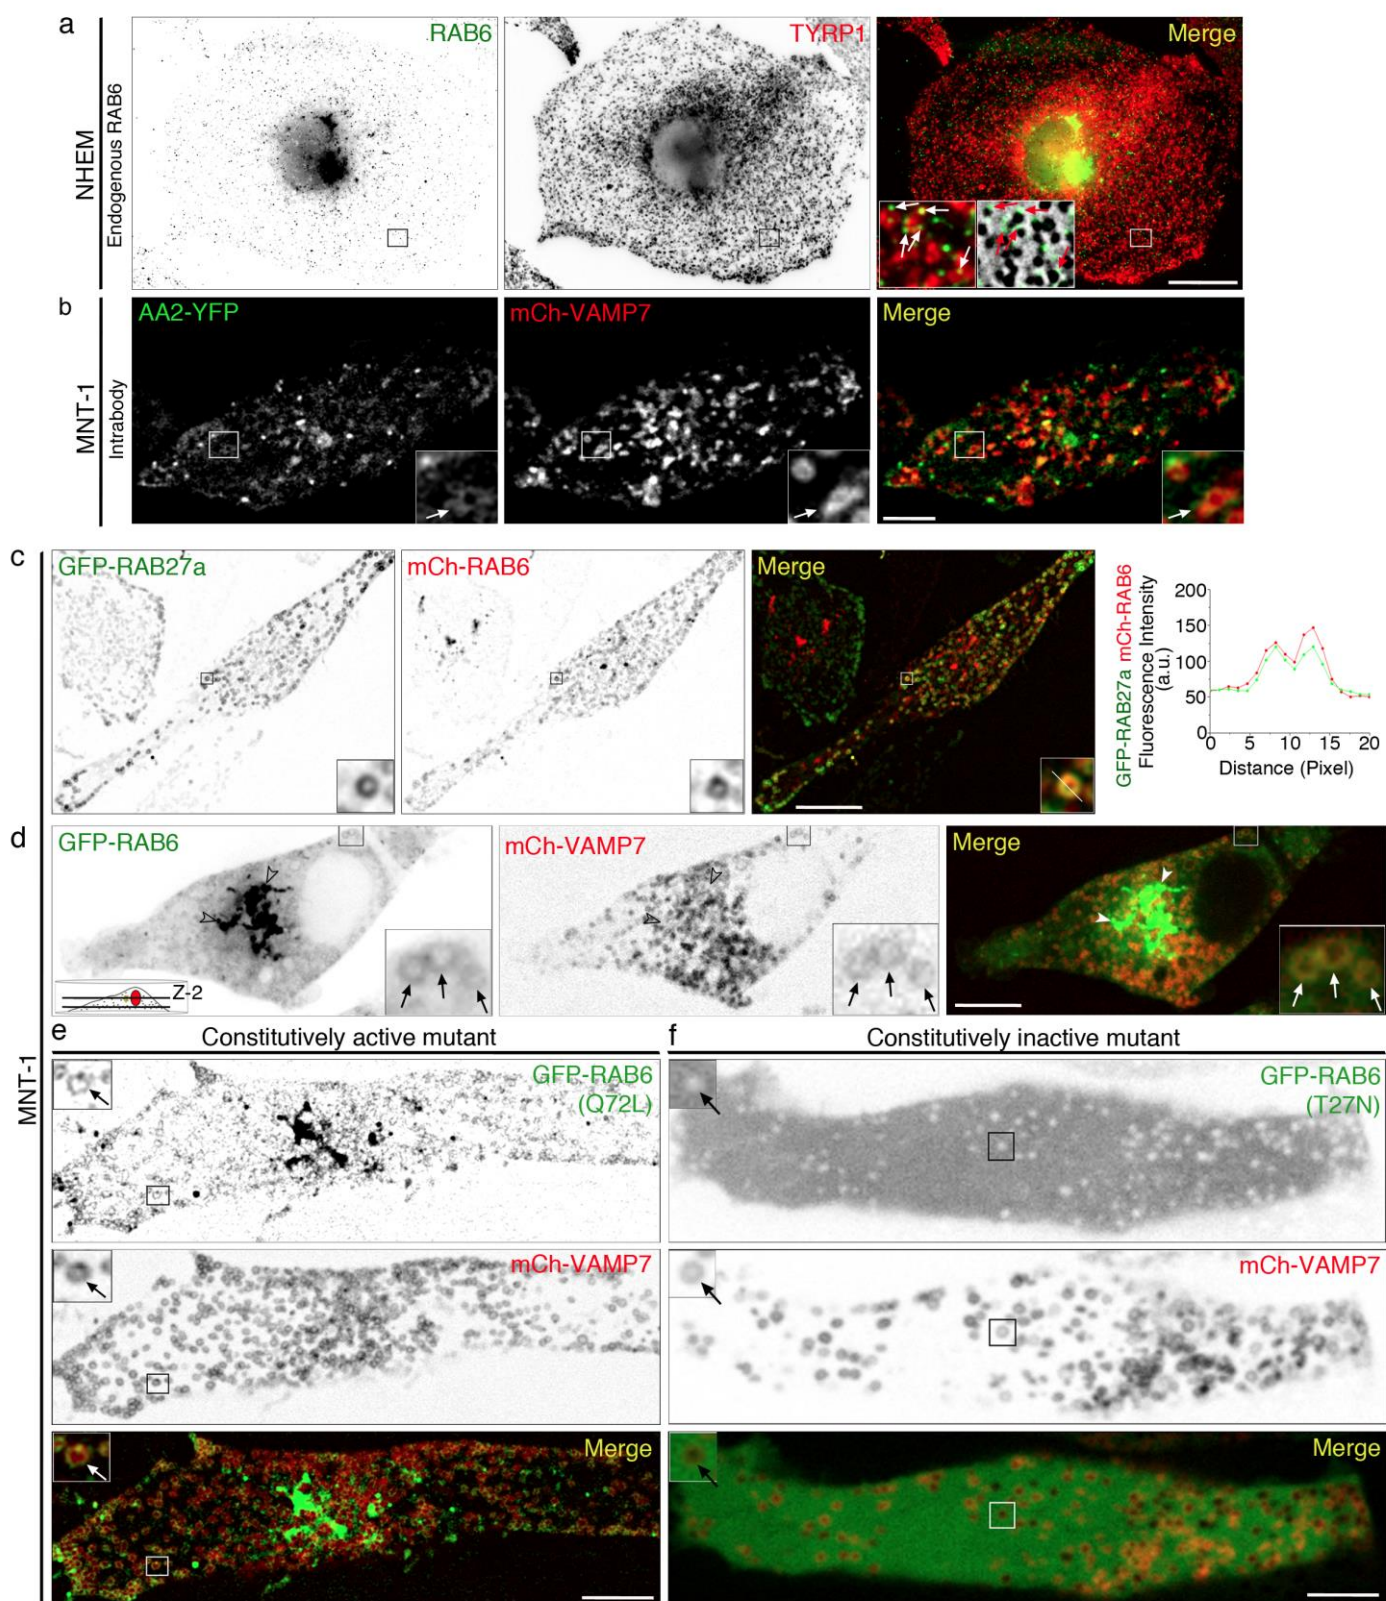 a
RAB6
TYRP1
Merge
NHEM
Endogenous RAB6
b
AA2-YFP
mCh-VAMP7
Merge
MNT-1
Intrabody
c
GFP-RAB27a
mCh-RAB6
Merge
GFP-RAB27a mCh-RAB6
Fluorescence Intensity
(a.u.)
200
150
100
50
0
0 5 10 15 20
Distance (Pixel)
d
GFP-RAB6
mCh-VAMP7
Merge
Z-2
MNT-1
e
Constitutively active mutant
f
Constitutively inactive mutant
GFP-RAB6
(Q72L)
GFP-RAB6
(T27N)
mCh-VAMP7
mCh-VAMP7
Merge
Merge